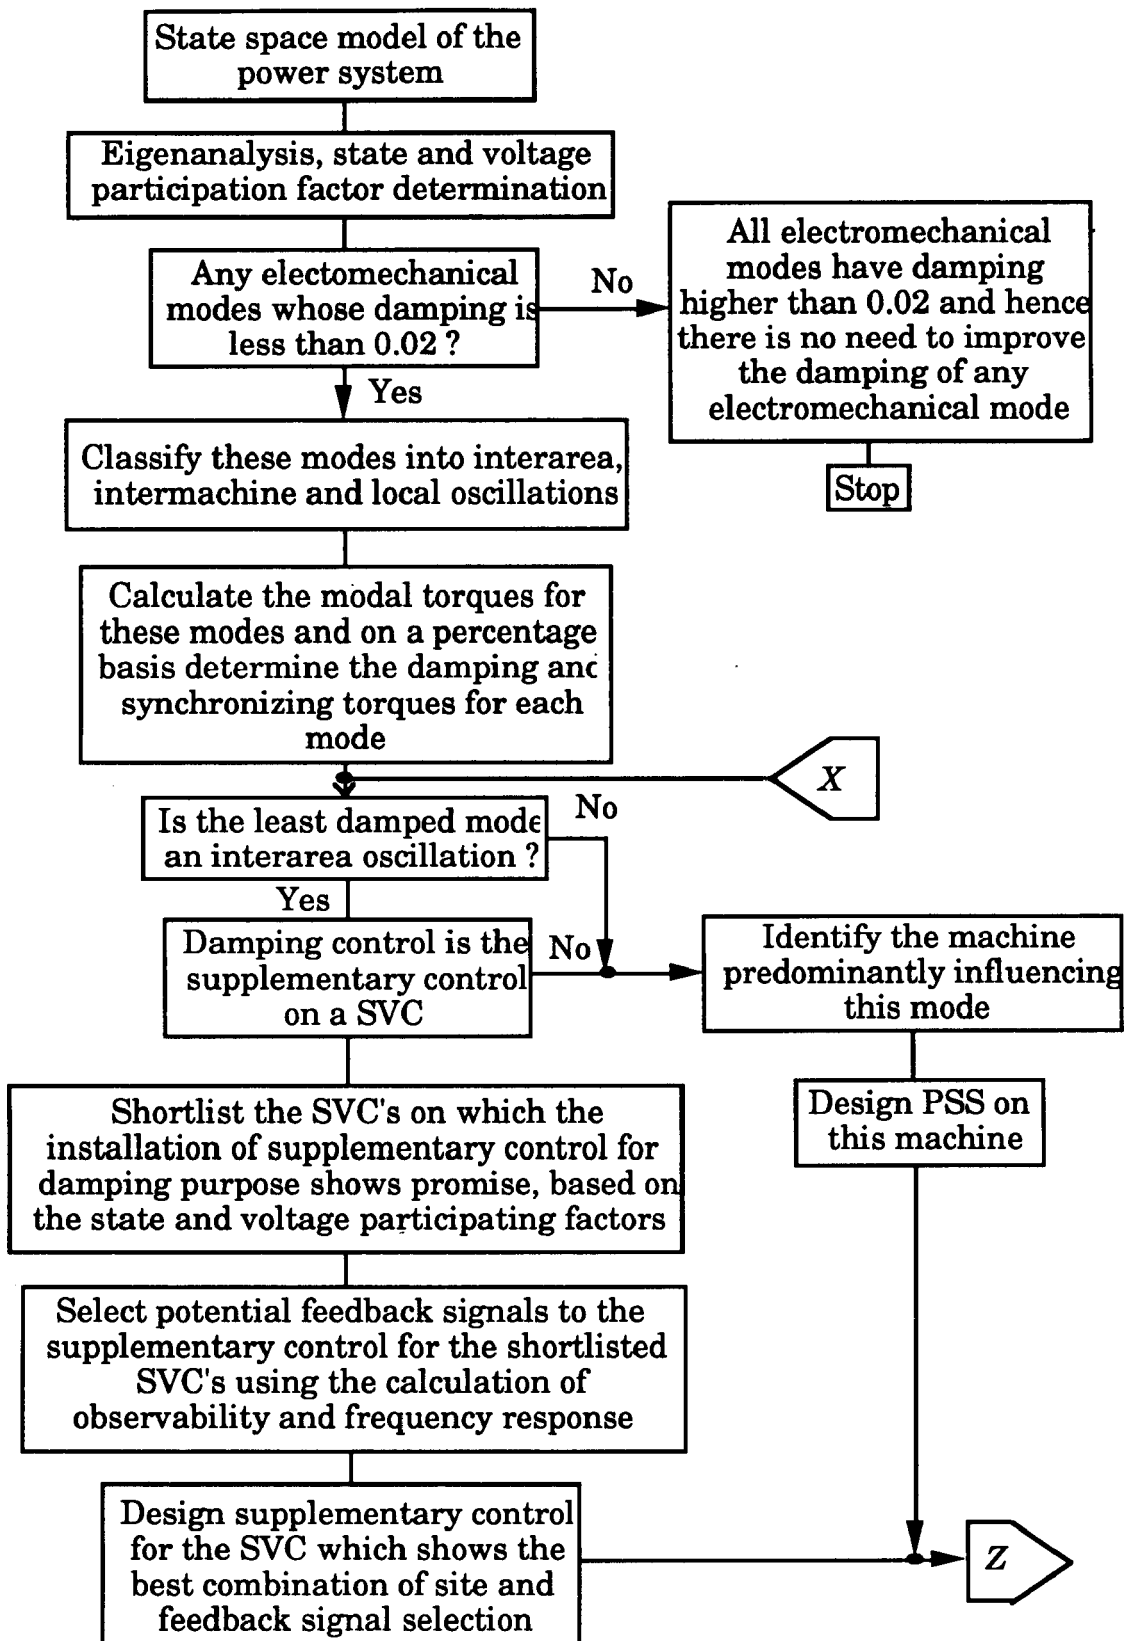 State space model of the
power system
Eigenanalysis, state and voltage
participation factor determination
Any electomechanical
modes whose damping is
less than 0.02 ?
No
All electromechanical
modes have damping
higher than 0.02 and hence
there is no need to improve
the damping of any
electromechanical mode
Stop
Yes
Classify these modes into interarea,
intermachine and local oscillations
Calculate the modal torques for
these modes and on a percentage
basis determine the damping and
synchronizing torques for each
mode
X
Is the least damped mode
an interarea oscillation ?
No
Yes
Damping control is the
supplementary control
on a SVC
No
Identify the machine
predominantly influencing
this mode
Design PSS on
this machine
Shortlist the SVC's on which the
installation of supplementary control for
damping purpose shows promise, based on
the state and voltage participating factors
Select potential feedback signals to the
supplementary control for the shortlisted
SVC's using the calculation of
observability and frequency response
Design supplementary control
for the SVC which shows the
best combination of site and
feedback signal selection
Z